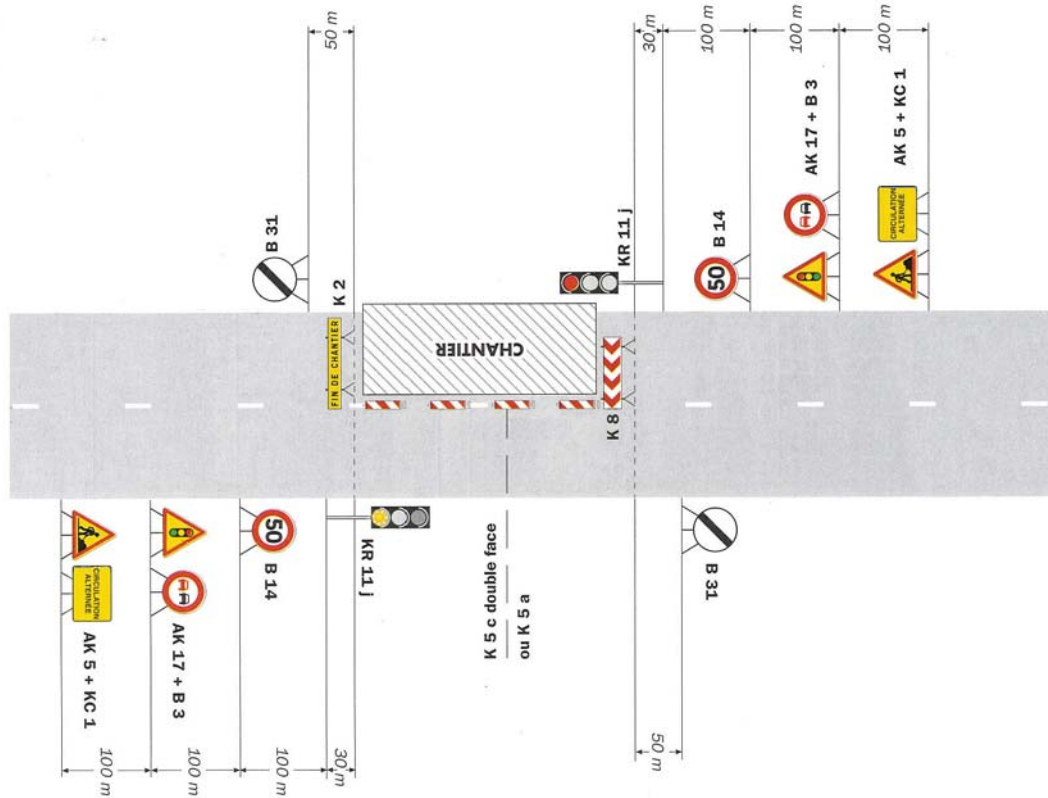 50 m
B 31
K 2
FIN DE CHANTIER
CHANTIER
K 8
KR 11 j
30 m
100 m
100 m
100 m
50
B 14
AK 17 + B 3
CIRCULATION
ALTERNÉE
AK 5 + KC 1
CIRCULATION
ALTERNÉE
AK 5 + KC 1
AK 17 + B 3
50
B 14
KR 11 j
K 5 c double face
ou K 5 a
B 31
100 m
100 m
100 m
30 m
50 m